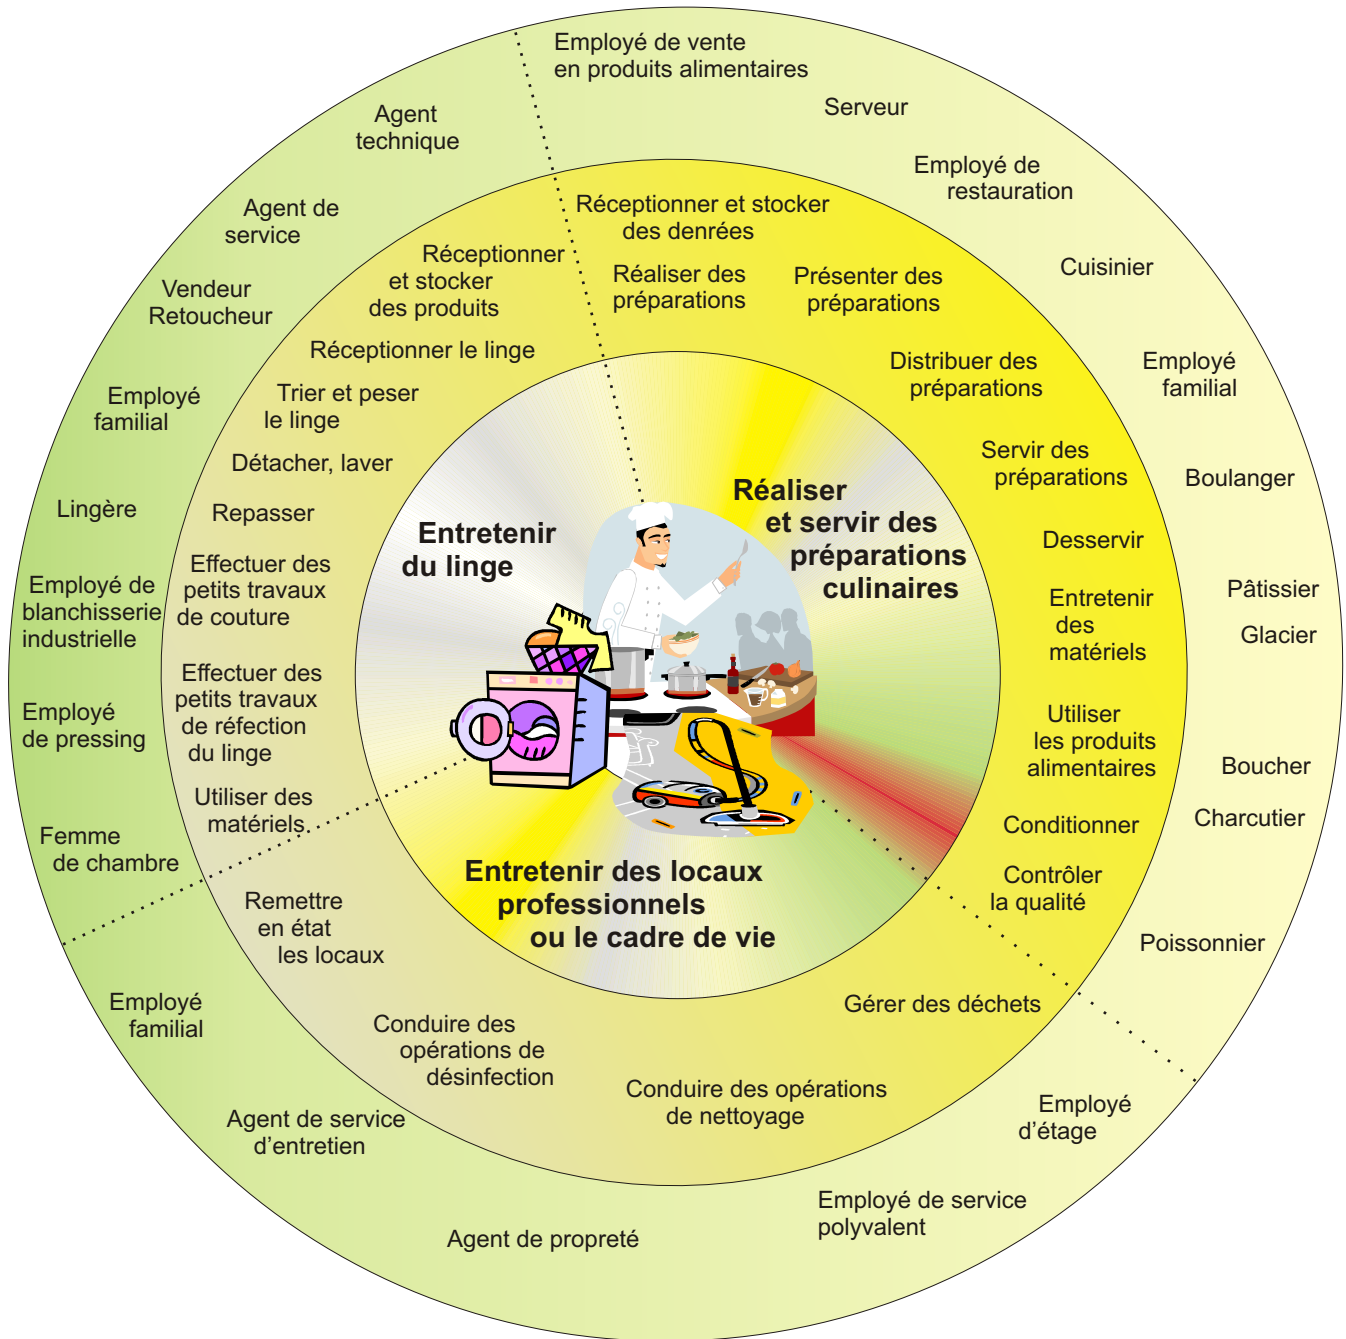 Employé de vente
en produits alimentaires
Serveur
Employé de
restauration
Cuisinier
Employé
familial
Boulanger
Pâtissier
Glacier
Boucher
Charcutier
Poissonnier
Employé
d'étage
Employé de service
polyvalent
Agent de propreté
Agent de service
d'entretien
Employé
familial
Femme
de chambre
Employé
de pressing
Employé de
blanchisserie
industrielle
Lingère
Employé
familial
Vendeur
Retoucheur
Agent de
service
Agent
technique
Réceptionner et stocker
des denrées
Réaliser des
préparations
Présenter des
préparations
Distribuer des
préparations
Servir des
préparations
Desservir
Entretenir
des
matériels
Utiliser
les produits
alimentaires
Conditionner
Contrôler
la qualité
Gérer des déchets
Conduire des opérations
de nettoyage
Conduire des
opérations de
désinfection
Remettre
en état
les locaux
Réceptionner
et stocker
des produits
Réceptionner le linge
Trier et peser
le linge
Détacher, laver
Repasser
Effectuer des
petits travaux
de couture
Effectuer des
petits travaux
de réfection
du linge
Utiliser des
matériels
Réaliser
et servir des
préparations
culinaires
Entretenir
du linge
Entretenir des locaux
professionnels
ou le cadre de vie